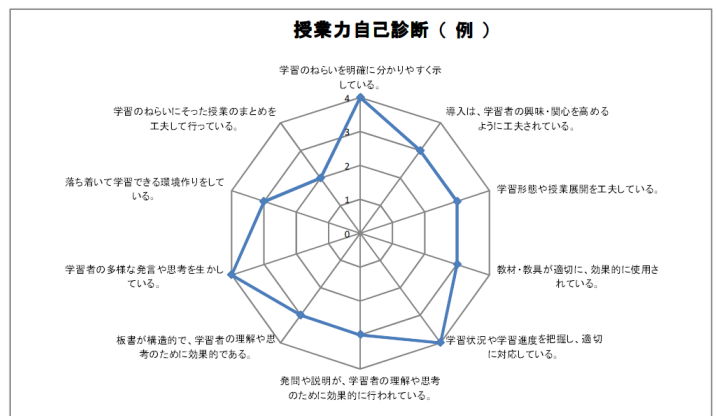 授業力自己診断（ 例 ）
学習のねらいを明確に分かりやすく示
している。
導入は、学習者の興味・関心を高める
ように工夫されている。
学習形態や授業展開を工夫している。
教材・教具が適切に、効果的に使用さ
れている。
学習状況や学習進度を把握し、適切
に対応している。
発問や説明が、学習者の理解や思考
のために効果的に行われている。
板書が構造的で、学習者の理解や思
考のために効果的である。
学習者の多様な発言や思考を生かし
ている。
落ち着いて学習できる環境作りをして
いる。
学習のねらいにそった授業のまとめを
工夫して行っている。
4
3
2
1
0